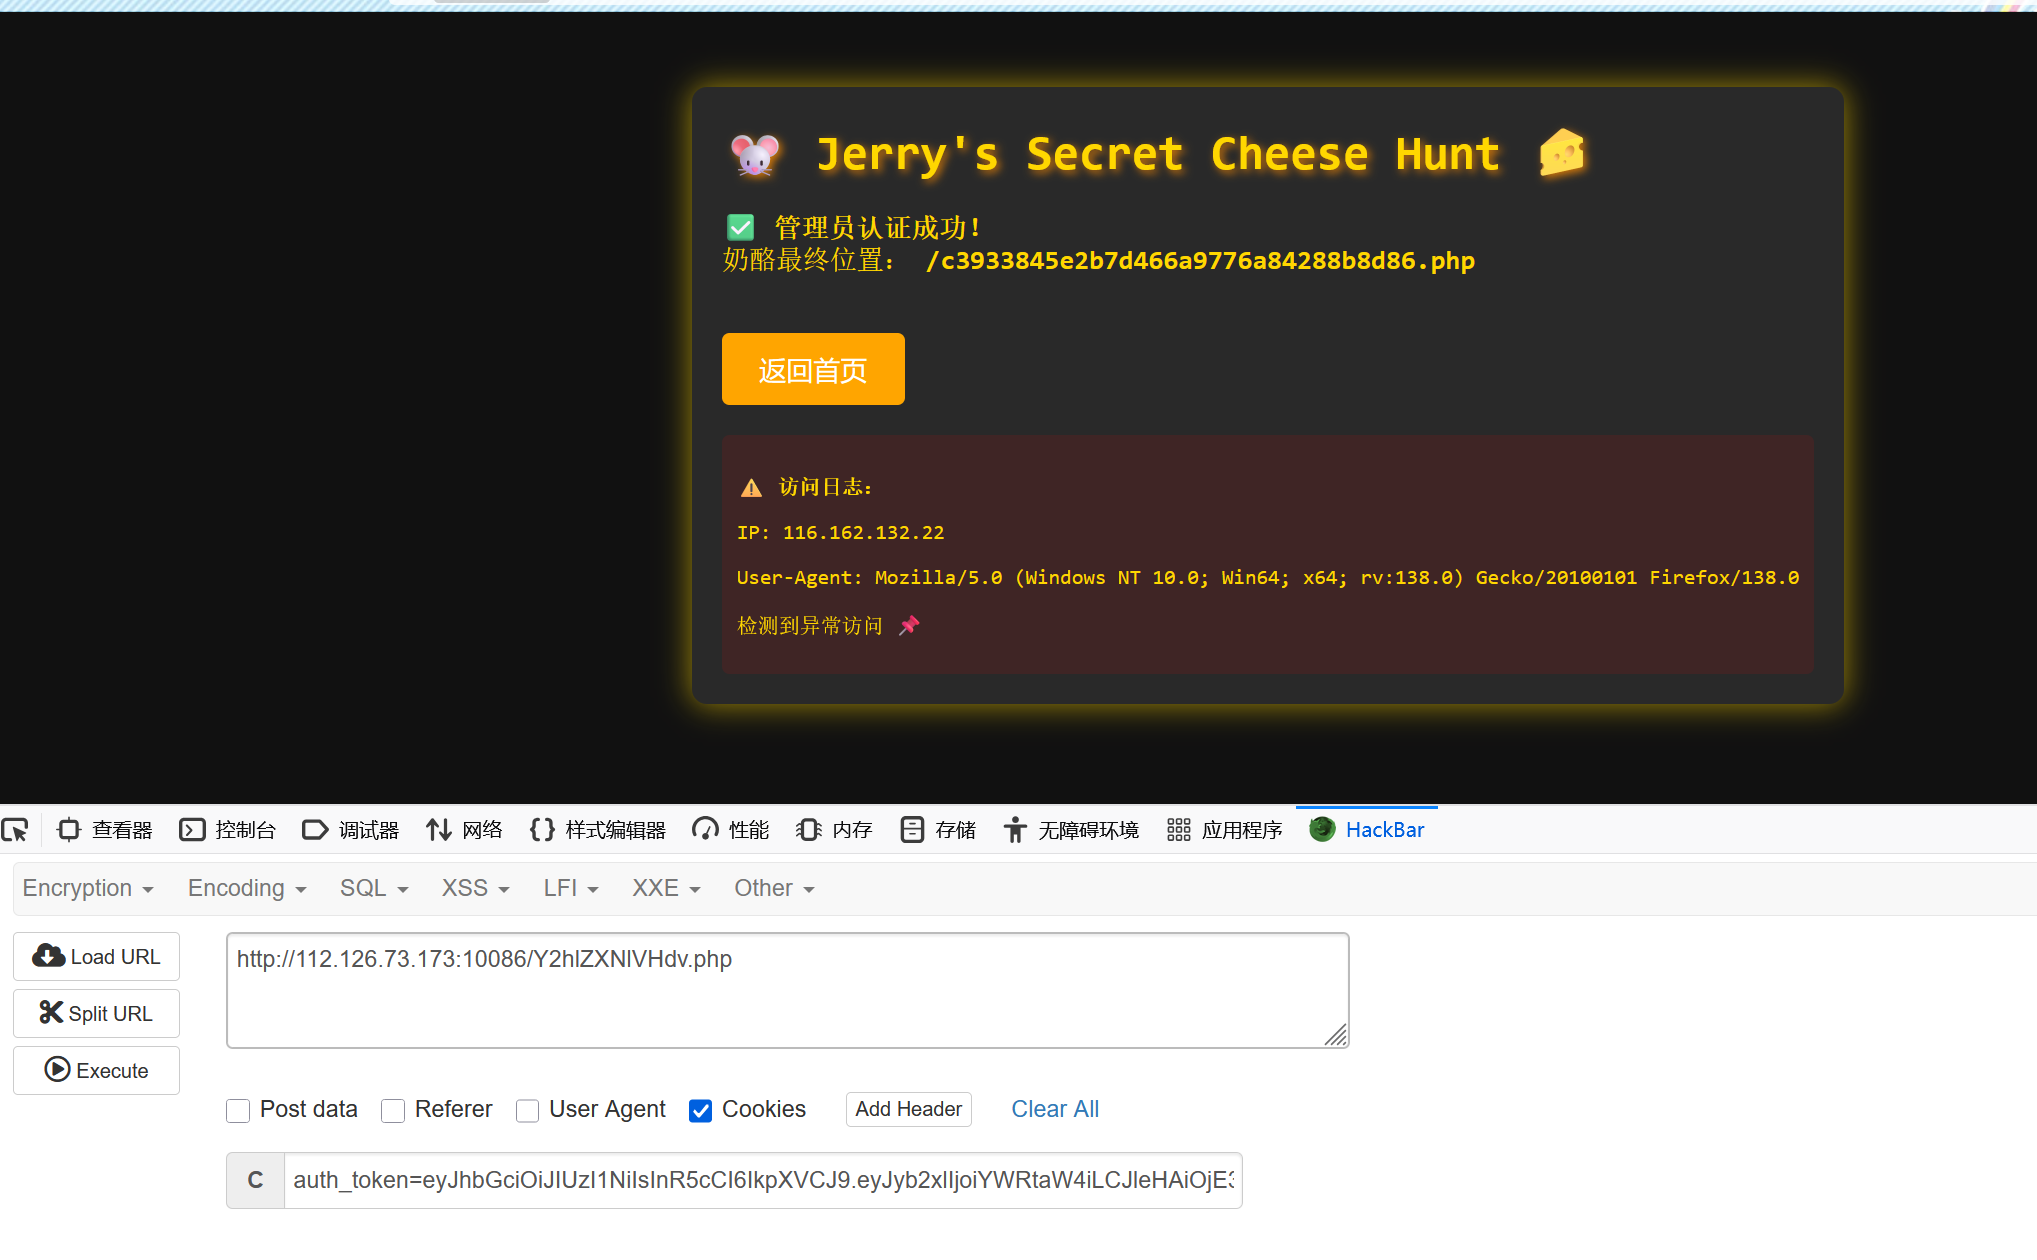 Jerry's Secret Cheese Hunt
管理员认证成功！
奶酪最终位置： /c3933845e2b7d466a9776a84288b8d86.php
返回首页
访问日志：
IP: 116.162.132.22
User-Agent: Mozilla/5.0 (Windows NT 10.0; Win64; x64; rv:138.0) Gecko/20100101 Firefox/138.0
检测到异常访问
查看器 控制台 调试器 网络 样式编辑器 性能 内存 存储 无障碍环境 应用程序 HackBar
Encryption Encoding SQL XSS LFI XXE Other
Load URL
http://112.126.73.173:10086/Y2hlZXNlVHdv.php
Split URL
Execute
Post data Referer User Agent Cookies Add Header Clear All
C auth_token=eyJhbGciOiJIUzI1NiIsInR5cCI6IkpXVCJ9.eyJyb2xlIjoiYWRtaW4iLCJleHAiOjE3